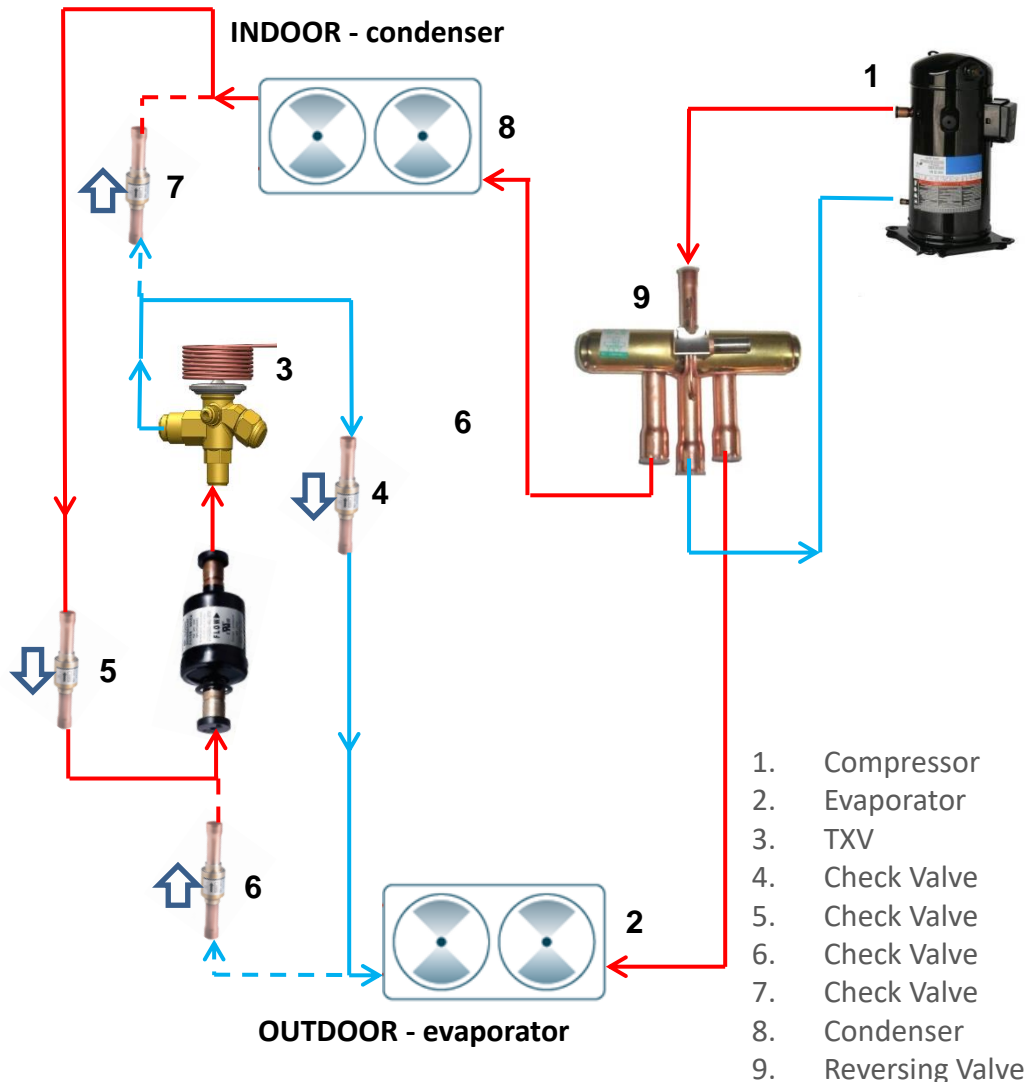 INDOOR - condenser
1
8
7
9
3
6
4
5
FLOW
6
2
OUTDOOR - evaporator
1. Compressor
2. Evaporator
3. TXV
4. Check Valve
5. Check Valve
6. Check Valve
7. Check Valve
8. Condenser
9. Reversing Valve